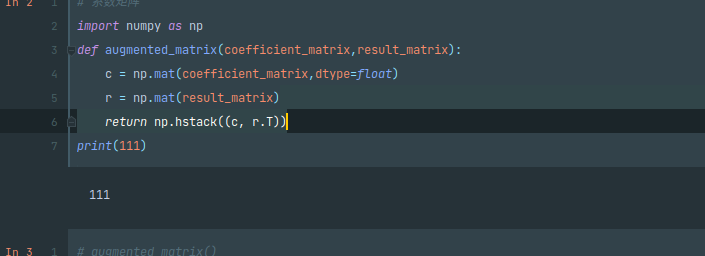 In 2 1 # 系数矩阵
2 import numpy as np
3 def augmented_matrix(coefficient_matrix,result_matrix):
4 c = np.mat(coefficient_matrix,dtype=float)
5 r = np.mat(result_matrix)
6 return np.hstack((c, r.T))
7 print(111)
111
In 3 1 # augmented_matrix()